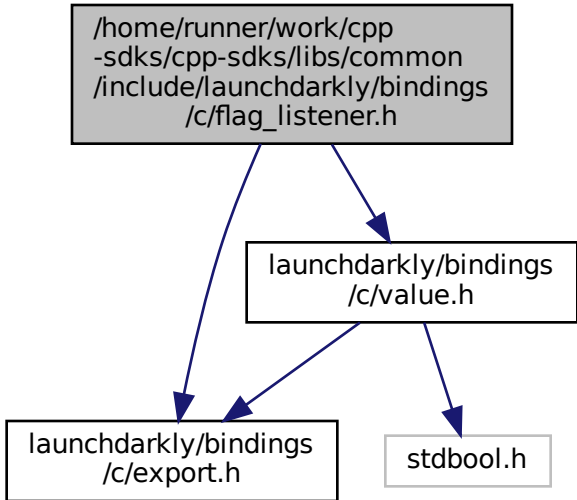 /home/runner/work/cpp
-sdks/cpp-sdks/libs/common
/include/launchdarkly/bindings
/c/flag_listener.h
launchdarkly/bindings
/c/value.h
launchdarkly/bindings
/c/export.h
stdbool.h